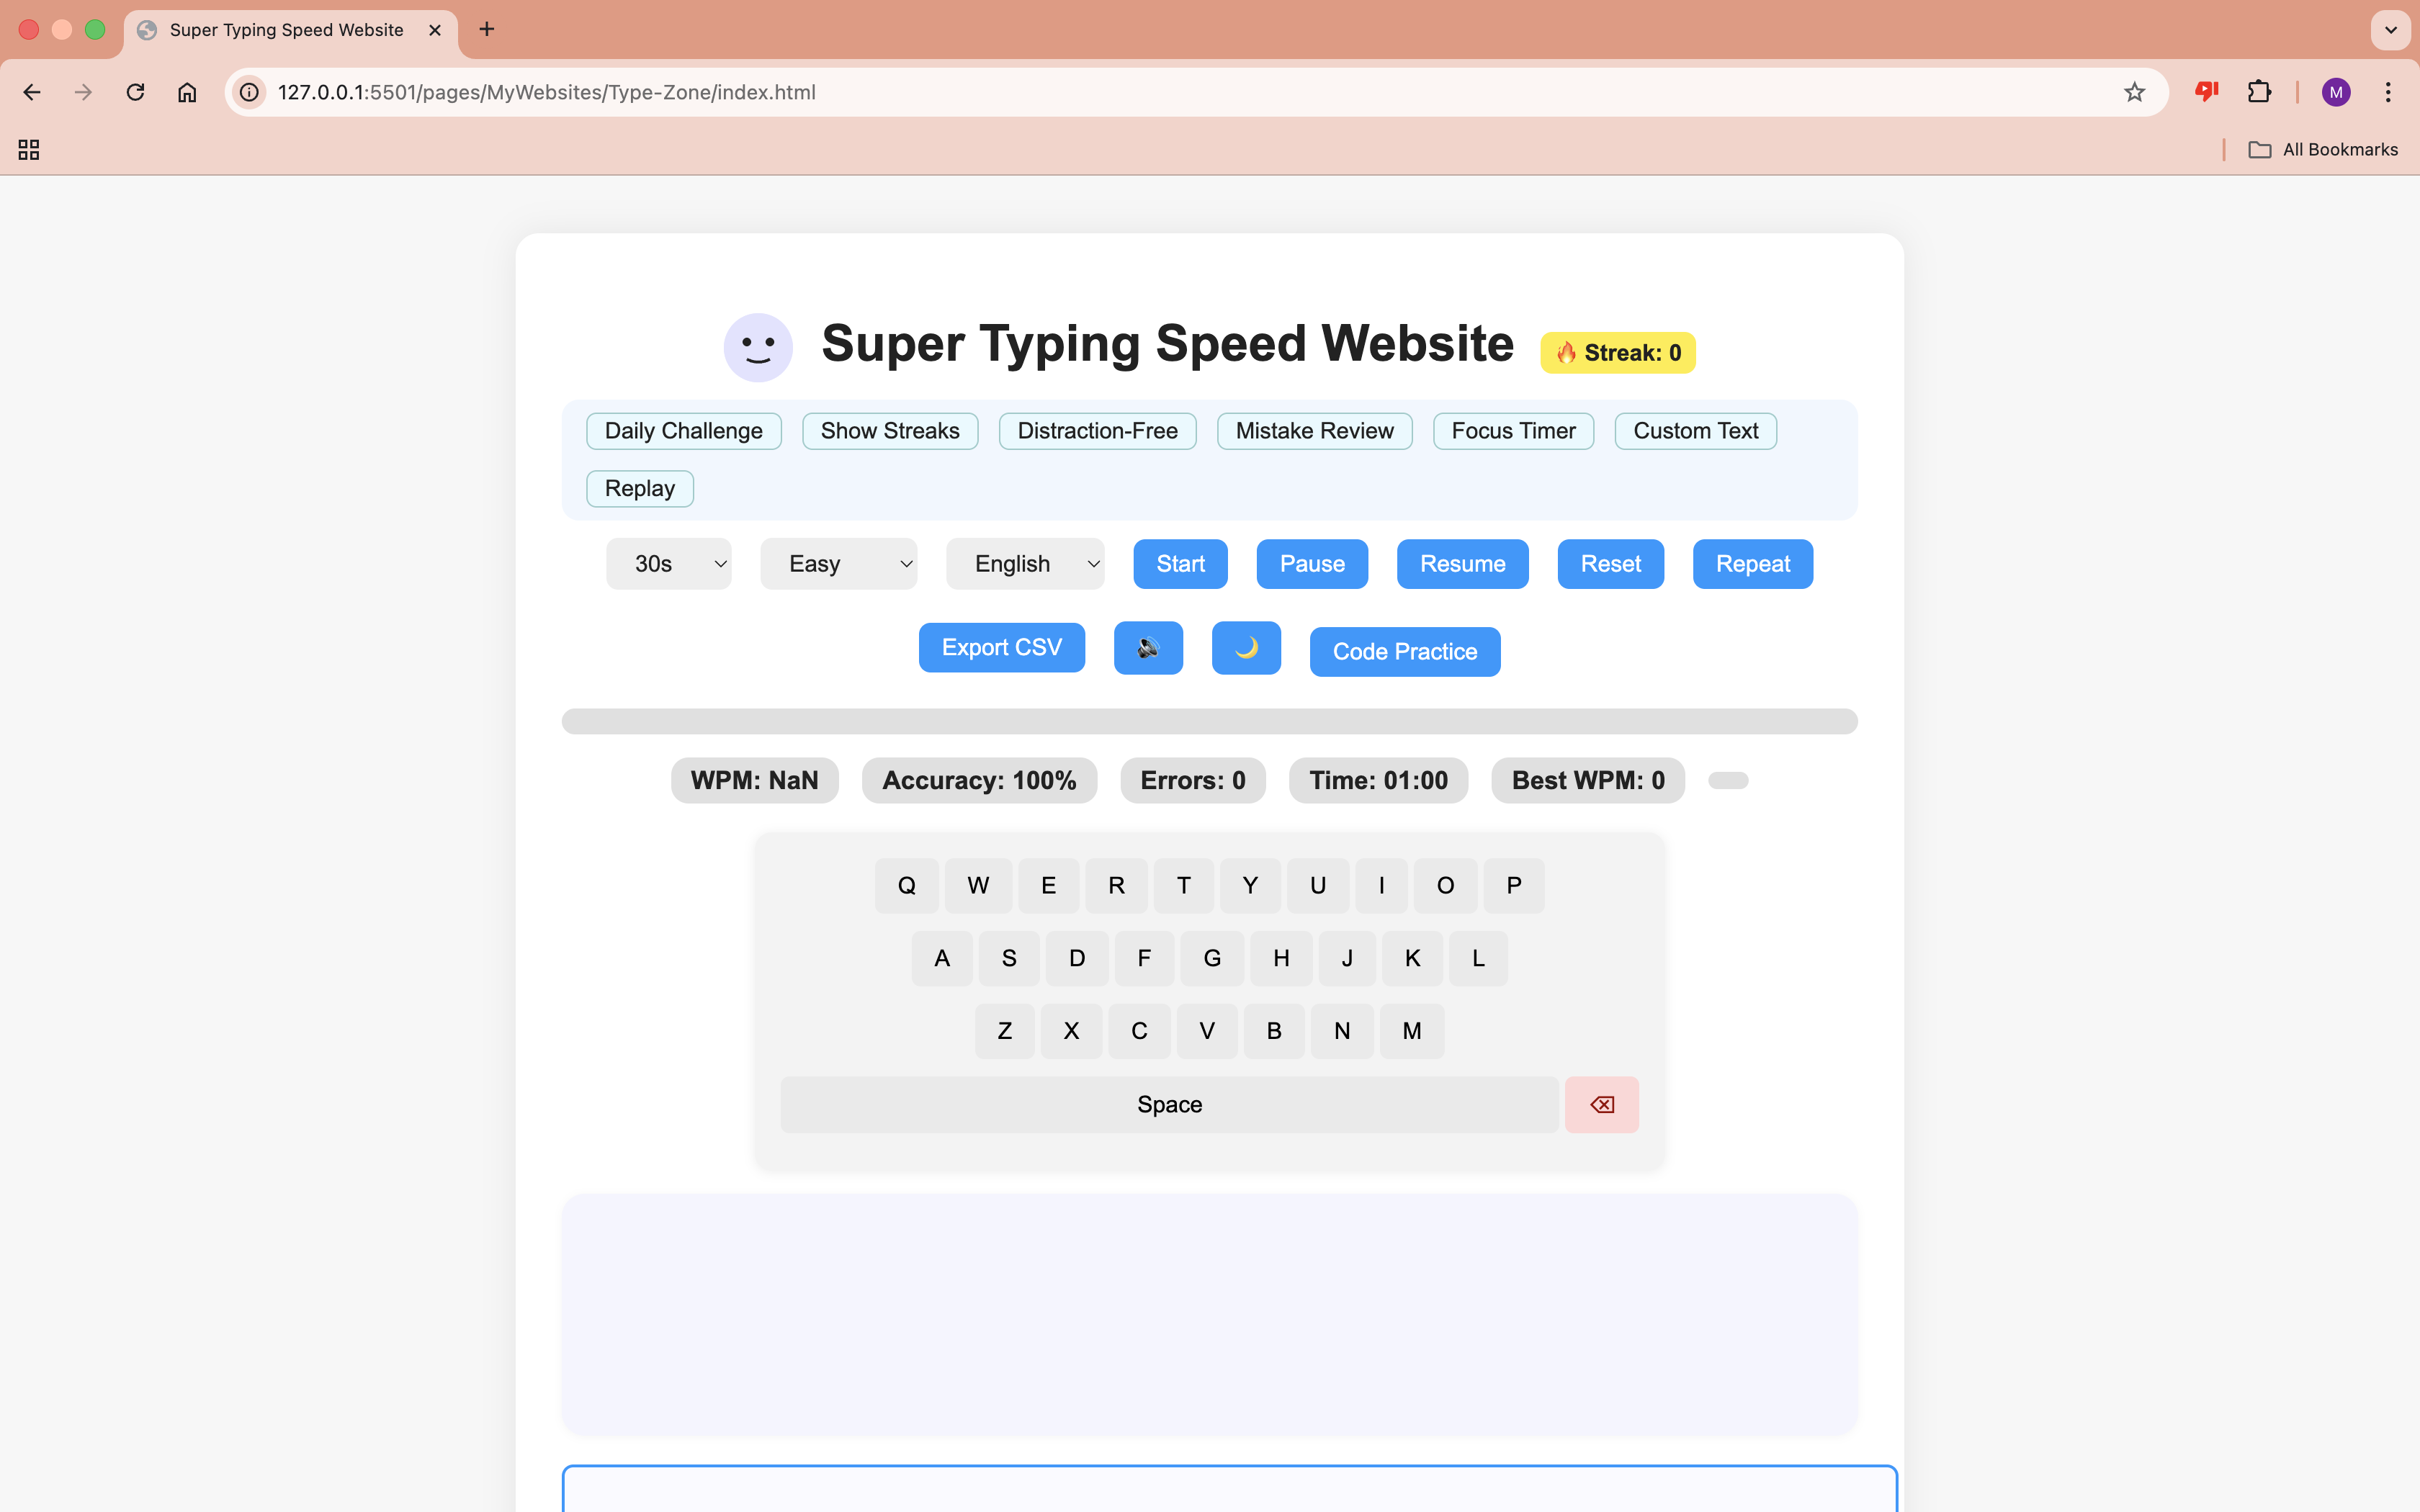 Super Typing Speed Website
127.0.0.1:5501/pages/MyWebsites/Type-Zone/index.html
M
All Bookmarks
Super Typing Speed Website 🔥 Streak: 0
Daily Challenge Show Streaks Distraction-Free Mistake Review Focus Timer Custom Text
Replay
30s Easy English Start Pause Resume Reset Repeat
Export CSV 🔊 🌙 Code Practice
WPM: NaN Accuracy: 100% Errors: 0 Time: 01:00 Best WPM: 0
Q W E R T Y U I O P
A S D F G H J K L
Z X C V B N M
Space ⌫